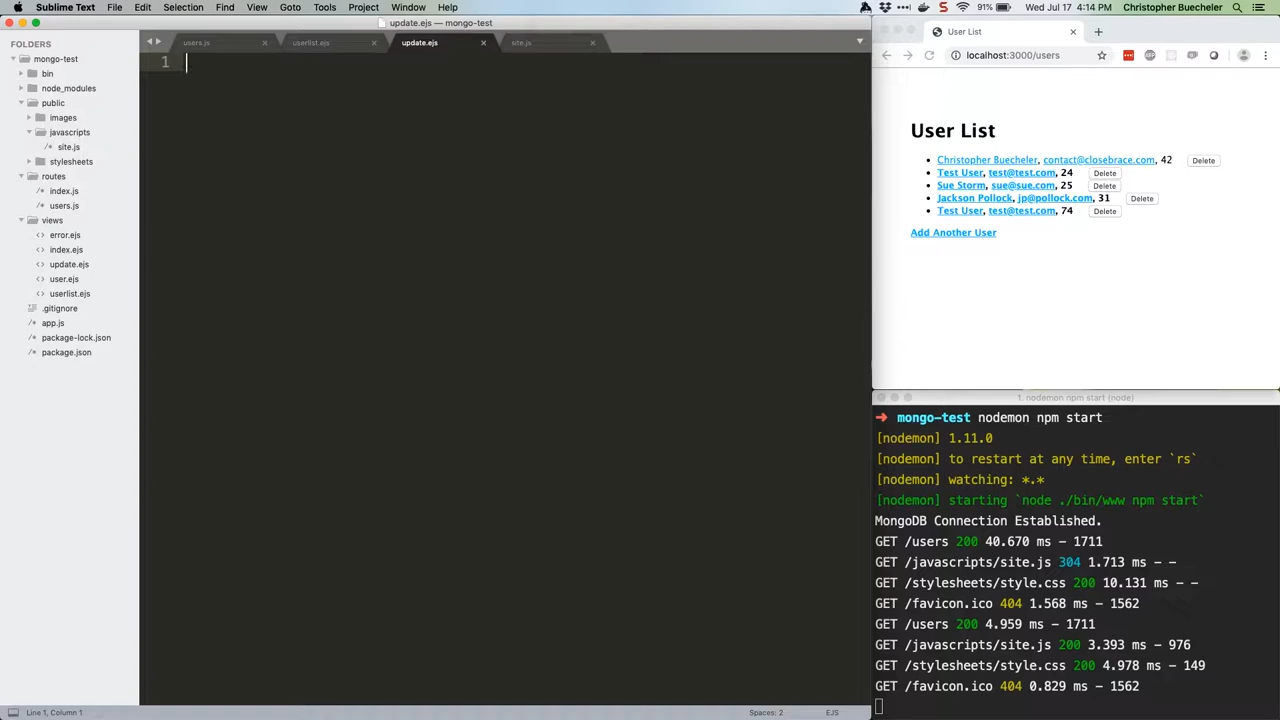 Sublime Text File Edit Selection Find View Goto Tools Project Window Help 91% Wed Jul 17 4:14 PM Christopher Buecheler
update.ejs — mongo-test
FOLDERS
mongo-test
bin
node_modules
public
images
javascripts
site.js
stylesheets
routes
index.js
users.js
views
error.ejs
index.ejs
update.ejs
user.ejs
userlist.ejs
.gitignore
app.js
package-lock.json
package.json
users.js userlist.ejs update.ejs site.js
1
Line 1, Column 1 Spaces: 2 EJS
User List
localhost:3000/users
User List
Christopher Buecheler, contact@closebrace.com, 42 Delete
Test User, test@test.com, 24 Delete
Sue Storm, sue@sue.com, 25 Delete
Jackson Pollock, jp@pollock.com, 31 Delete
Test User, test@test.com, 74 Delete
Add Another User
1. nodemon npm start (node)
➜ mongo-test nodemon npm start
[nodemon] 1.11.0
[nodemon] to restart at any time, enter `rs`
[nodemon] watching: *.*
[nodemon] starting `node ./bin/www npm start`
MongoDB Connection Established.
GET /users 200 40.670 ms - 1711
GET /javascripts/site.js 304 1.713 ms - -
GET /stylesheets/style.css 200 10.131 ms - -
GET /favicon.ico 404 1.568 ms - 1562
GET /users 200 4.959 ms - 1711
GET /javascripts/site.js 200 3.393 ms - 976
GET /stylesheets/style.css 200 4.978 ms - 149
GET /favicon.ico 404 0.829 ms - 1562